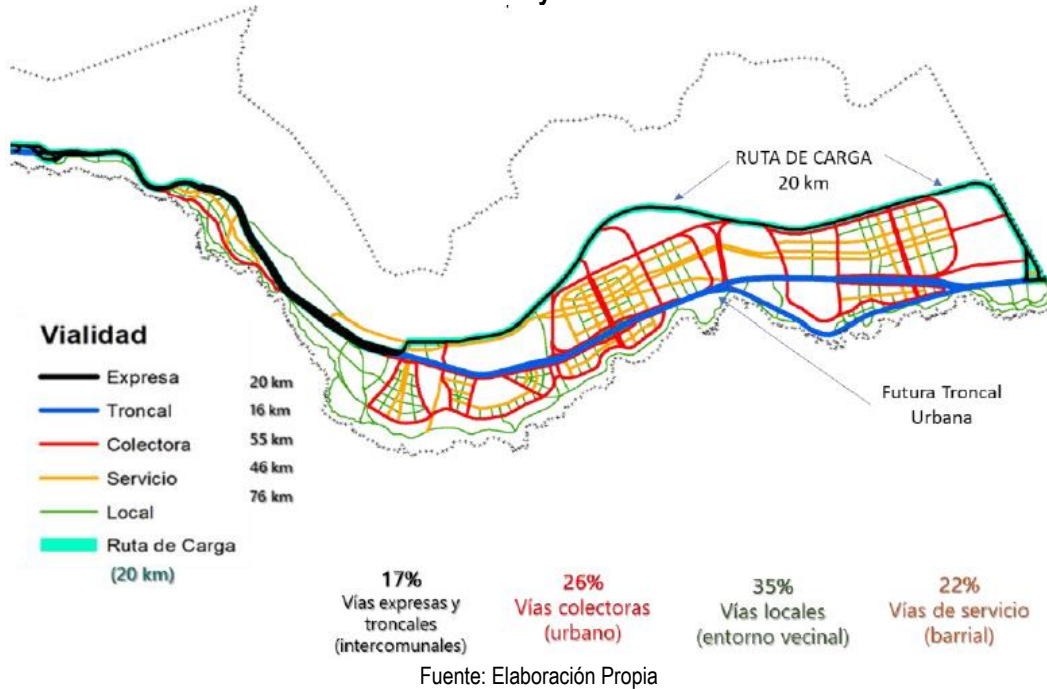 RUTA DE CARGA
20 km
Futura Troncal
Urbana
Vialidad
Expresa 20 km
Troncal 16 km
Colectora 55 km
Servicio 46 km
Local 76 km
Ruta de Carga
(20 km)
17%
Vías expresas y
troncales
(intercomunales)
26%
Vías colectoras
(urbano)
35%
Vías locales
(entorno vecinal)
22%
Vías de servicio
(barrial)
Fuente: Elaboración Propia